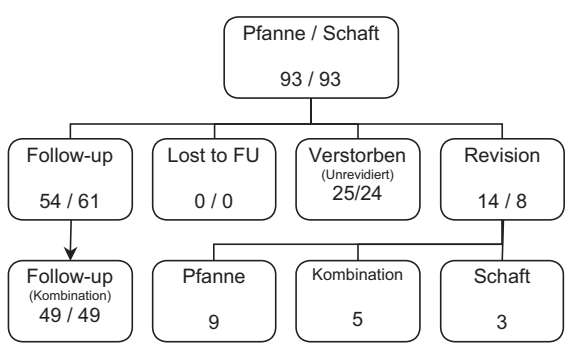 Pfanne / Schaft
93 / 93
Follow-up
54 / 61
Lost to FU
0 / 0
Verstorben
(Unrevidiert)
25/24
Revision
14 / 8
Follow-up
(Kombination)
49 / 49
Pfanne
9
Kombination
5
Schaft
3